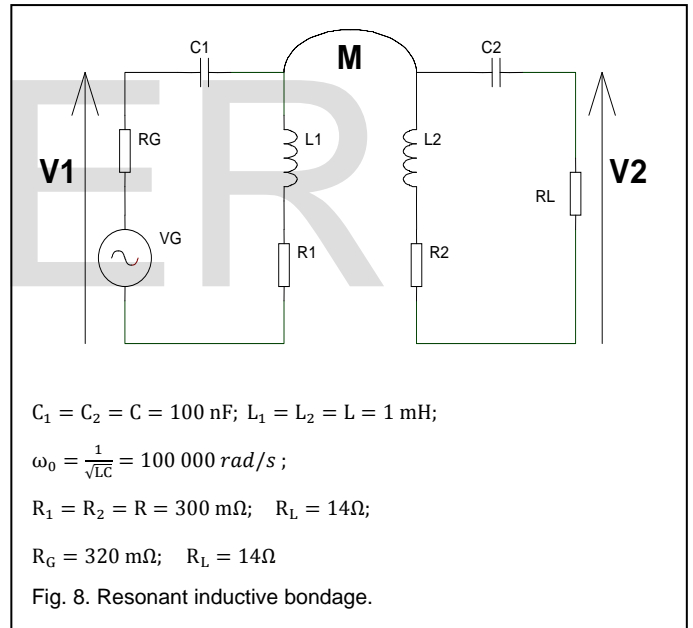 C1
M
C2
RG
L1
L2
V1
V2
RL
VG
R1
R2
ER
C₁ = C₂ = C = 100 nF; L₁ = L₂ = L = 1 mH;
ω₀ = 1/√LC = 100 000 rad/s ;
R₁ = R₂ = R = 300 mΩ; R_L = 14Ω;
R_G = 320 mΩ; R_L = 14Ω
Fig. 8. Resonant inductive bondage.